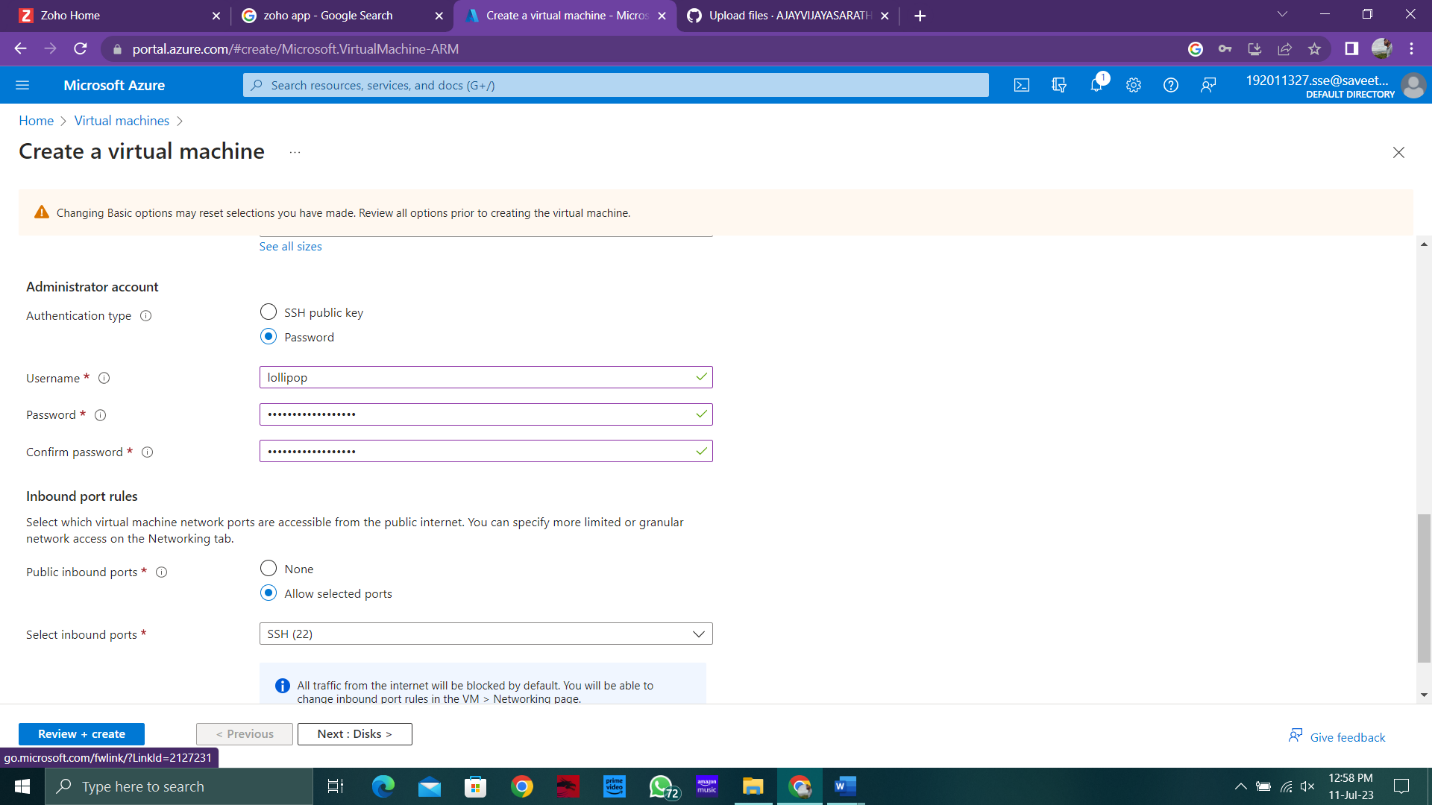 Zoho Home
zoho app - Google Search
Create a virtual machine - Micros
Upload files · AJAYVIJAYASARATH
portal.azure.com/#create/Microsoft.VirtualMachine-ARM
Microsoft Azure
Search resources, services, and docs (G+/)
1
192011327.sse@saveet...
DEFAULT DIRECTORY
Home > Virtual machines >
Create a virtual machine ...
Changing Basic options may reset selections you have made. Review all options prior to creating the virtual machine.
See all sizes
Administrator account
Authentication type
SSH public key
Password
Username *
lollipop
Password *
••••••••••••••••••
Confirm password *
••••••••••••••••••
Inbound port rules
Select which virtual machine network ports are accessible from the public internet. You can specify more limited or granular
network access on the Networking tab.
Public inbound ports *
None
Allow selected ports
Select inbound ports *
SSH (22)
All traffic from the internet will be blocked by default. You will be able to
change inbound port rules in the VM > Networking page.
Review + create
< Previous
Next : Disks >
Give feedback
go.microsoft.com/fwlink/?LinkId=2127231
Type here to search
prime video
72
amazon music
12:58 PM
11-Jul-23